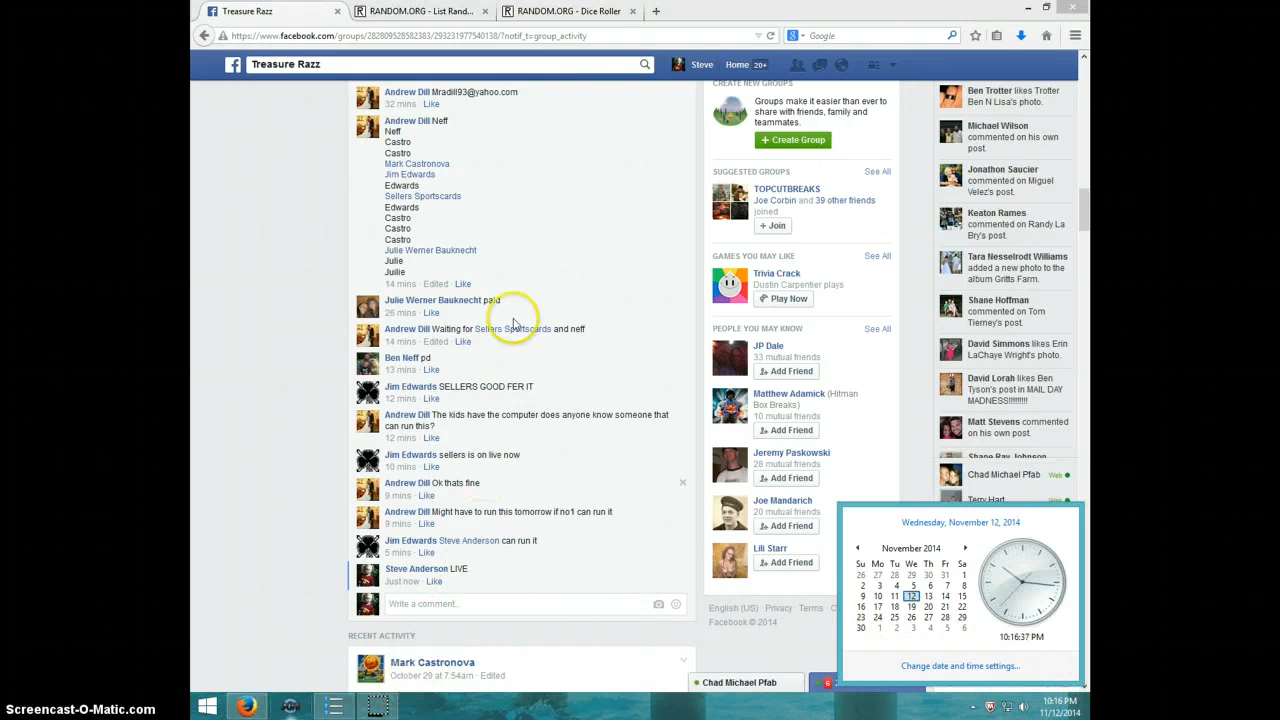 Treasure Razz
RANDOM.ORG - List Rand...
RANDOM.ORG - Dice Roller
https://www.facebook.com/groups/282809528582383/293231977540138/?notif_t=group_activity
Google
Treasure Razz
Steve
Home 20+
Andrew Dill Mradill93@yahoo.com
32 mins · Like
Andrew Dill Neff
Neff
Castro
Castro
Mark Castronova
Jim Edwards
Edwards
Sellers Sportscards
Edwards
Castro
Castro
Castro
Julie Werner Bauknecht
Julie
Juilie
14 mins · Edited · Like
Julie Werner Bauknecht paid
26 mins · Like
Andrew Dill Waiting for Sellers Sportscards and neff
14 mins · Edited · Like
Ben Neff pd
13 mins · Like
Jim Edwards SELLERS GOOD FER IT
12 mins · Like
Andrew Dill The kids have the computer does anyone know someone that
can run this?
12 mins · Like
Jim Edwards sellers is on live now
10 mins · Like
Andrew Dill Ok thats fine
9 mins · Like
Andrew Dill Might have to run this tomorrow if no1 can run it
9 mins · Like
Jim Edwards Steve Anderson can run it
5 mins · Like
Steve Anderson LIVE
Just now · Like
Write a comment...
RECENT ACTIVITY
Mark Castronova
October 29 at 7:54am · Edited
CREATE NEW GROUPS
Groups make it easier than ever to
share with friends, family and
teammates.
+ Create Group
SUGGESTED GROUPS
See All
TOPCUTBREAKS
Joe Corbin and 39 other friends
joined
+ Join
GAMES YOU MAY LIKE
See All
Trivia Crack
Dustin Carpentier plays
Play Now
PEOPLE YOU MAY KNOW
See All
JP Dale
33 mutual friends
Add Friend
Matthew Adamick (Hitman
Box Breaks)
10 mutual friends
Add Friend
Jeremy Paskowski
28 mutual friends
Add Friend
Joe Mandarich
20 mutual friends
Add Friend
Lili Starr
Add Friend
English (US) · Privacy · Terms · C
Facebook © 2014
Ben Trotter likes Trotter
Ben N Lisa's photo.
Michael Wilson
commented on his own
post.
Jonathon Saucier
commented on Miguel
Velez's post.
Keaton Rames
commented on Randy La
Bry's post.
Tara Nesselrodt Williams
added a new photo to the
album Gritts Farm.
Shane Hoffman
commented on Tom
Tierney's post.
David Simmons likes Erin
LaChaye Wright's photo.
David Lorah likes Ben
Tyson's post in MAIL DAY
MADNESS!!!!!!!!!
Matt Stevens commented
on his own post.
Shane Ray Johnson
Chad Michael Pfab
Web
Terry Hart
Web
Wednesday, November 12, 2014
November 2014
Su Mo Tu We Th Fr Sa
26 27 28 29 30 31 1
2 3 4 5 6 7 8
9 10 11 12 13 14 15
16 17 18 19 20 21 22
23 24 25 26 27 28 29
30 1 2 3 4 5 6
10:16:37 PM
Change date and time settings...
Chad Michael Pfab
6
10:16 PM
11/12/2014
Screencast-O-Matic.com